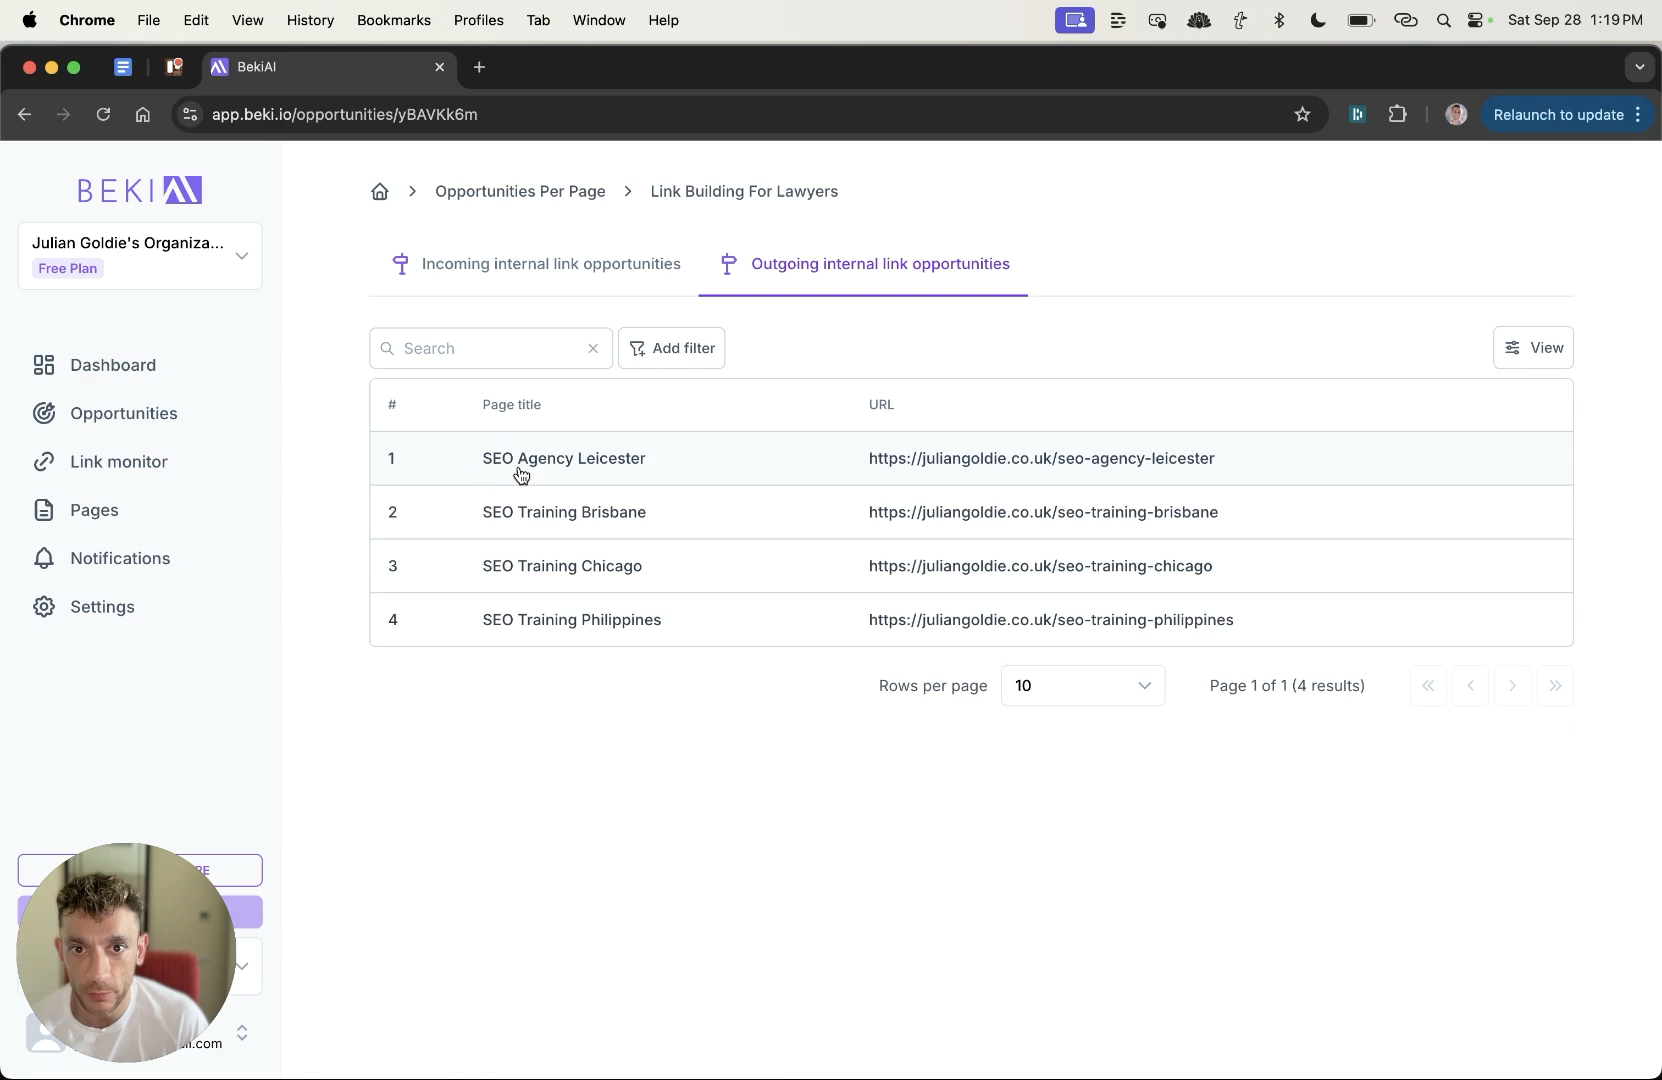 Chrome File Edit View History Bookmarks Profiles Tab Window Help Sat Sep 28 1:19 PM
BekiAI
app.beki.io/opportunities/yBAVKk6m Relaunch to update
BEKI
Julian Goldie's Organiza...
Free Plan
Dashboard
Opportunities
Link monitor
Pages
Notifications
Settings
Opportunities Per Page Link Building For Lawyers
Incoming internal link opportunities Outgoing internal link opportunities
Search Add filter View
# Page title URL
1 SEO Agency Leicester https://juliangoldie.co.uk/seo-agency-leicester
2 SEO Training Brisbane https://juliangoldie.co.uk/seo-training-brisbane
3 SEO Training Chicago https://juliangoldie.co.uk/seo-training-chicago
4 SEO Training Philippines https://juliangoldie.co.uk/seo-training-philippines
Rows per page 10 Page 1 of 1 (4 results)